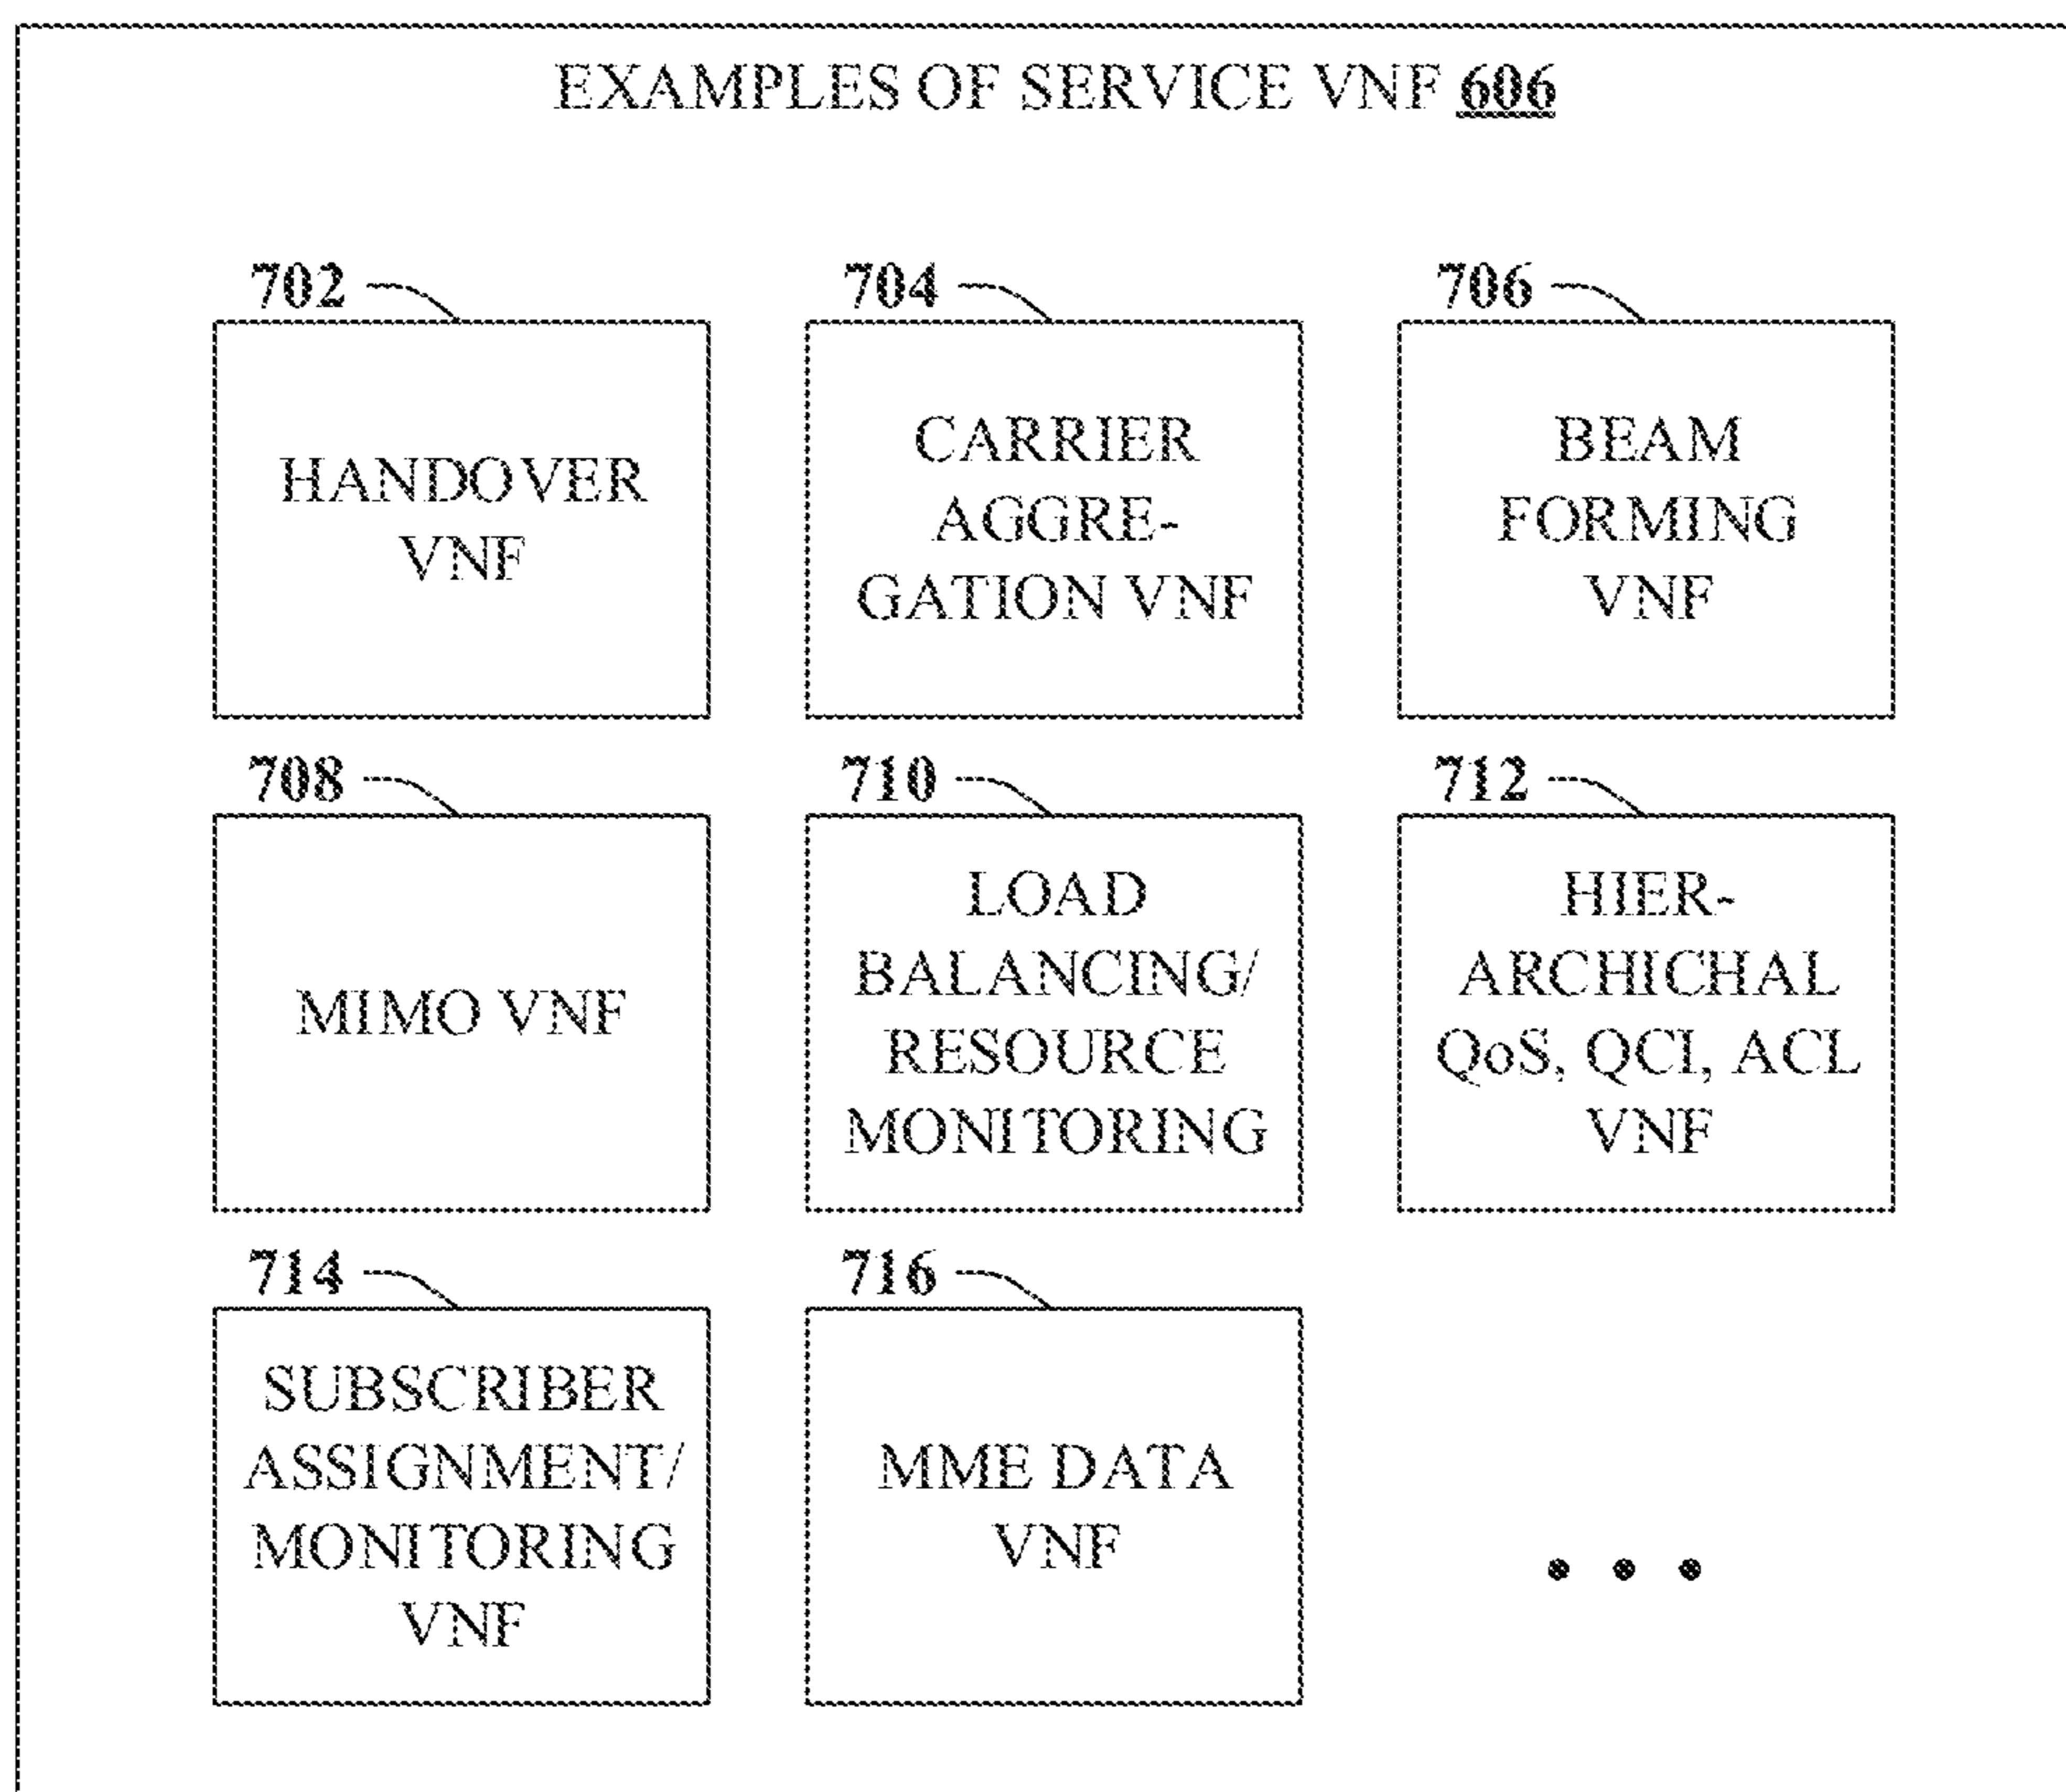 EXAMPLES OF SERVICE VNF 606
702
704
706
HANDOVER
VNF
CARRIER
AGGRE-
GATION VNF
BEAM
FORMING
VNF
708
710
712
MIMO VNF
LOAD
BALANCING/
RESOURCE
MONITORING
HIER-
ARCHICHAL
QoS, QCI, ACL
VNF
714
716
SUBSCRIBER
ASSIGNMENT/
MONITORING
VNF
MME DATA
VNF
• • •